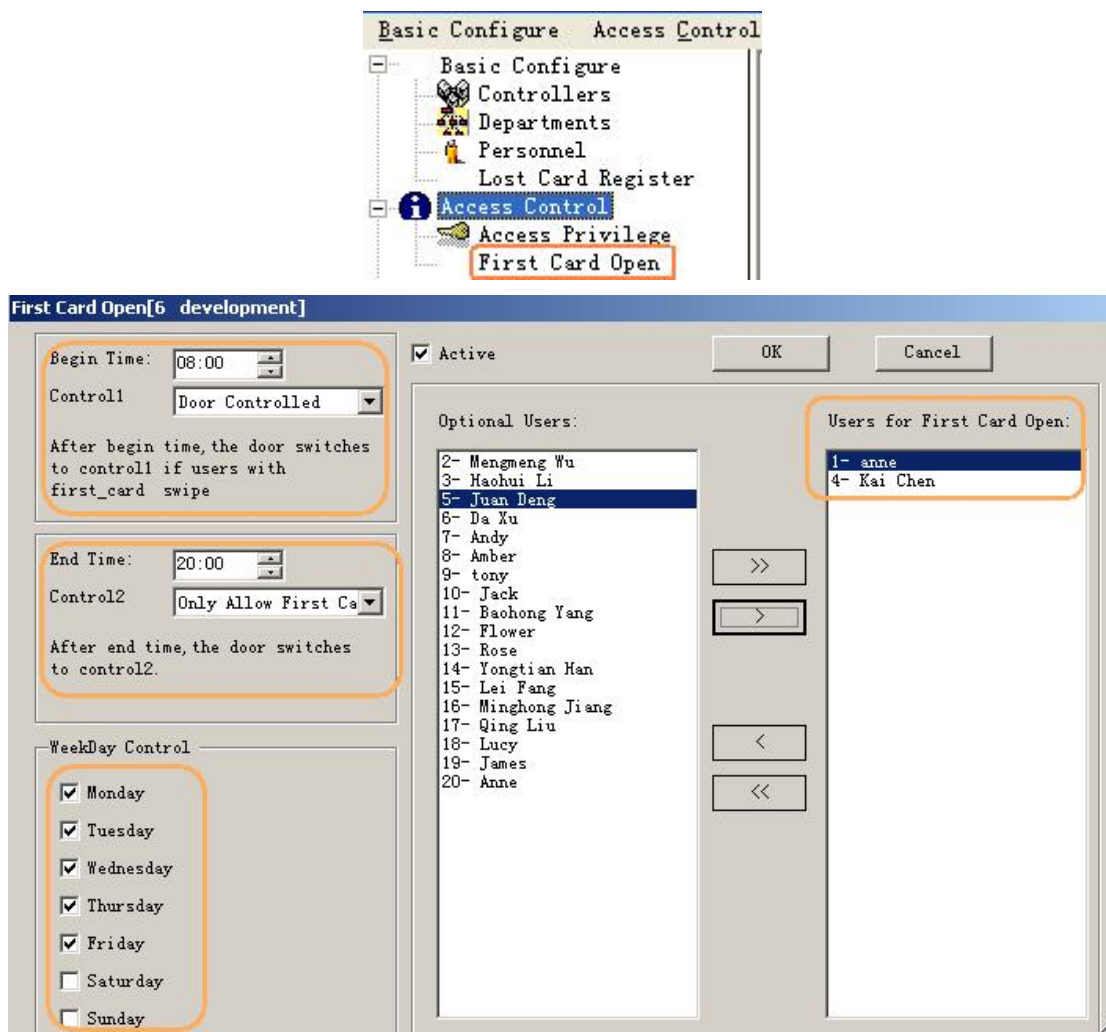 Basic Configure Access Control
Basic Configure
Controllers
Departments
Personnel
Lost Card Register
Access Control
Access Privilege
First Card Open
First Card Open[6 development]
Begin Time: 08:00
Control1 Door Controlled
After begin time, the door switches
to control1 if users with
first_card swipe
End Time: 20:00
Control2 Only Allow First Ca
After end time, the door switches
to control2.
WeekDay Control
Monday
Tuesday
Wednesday
Thursday
Friday
Saturday
Sunday
Active
OK
Cancel
Optional Users:
2- Mengmeng Wu
3- Haohui Li
5- Juan Deng
6- Da Xu
7- Andy
8- Amber
9- tony
10- Jack
11- Baohong Yang
12- Flower
13- Rose
14- Yongtian Han
15- Lei Fang
16- Minghong Jiang
17- Qing Liu
18- Lucy
19- James
20- Anne
>>
>
<
<<
Users for First Card Open:
1- anne
4- Kai Chen